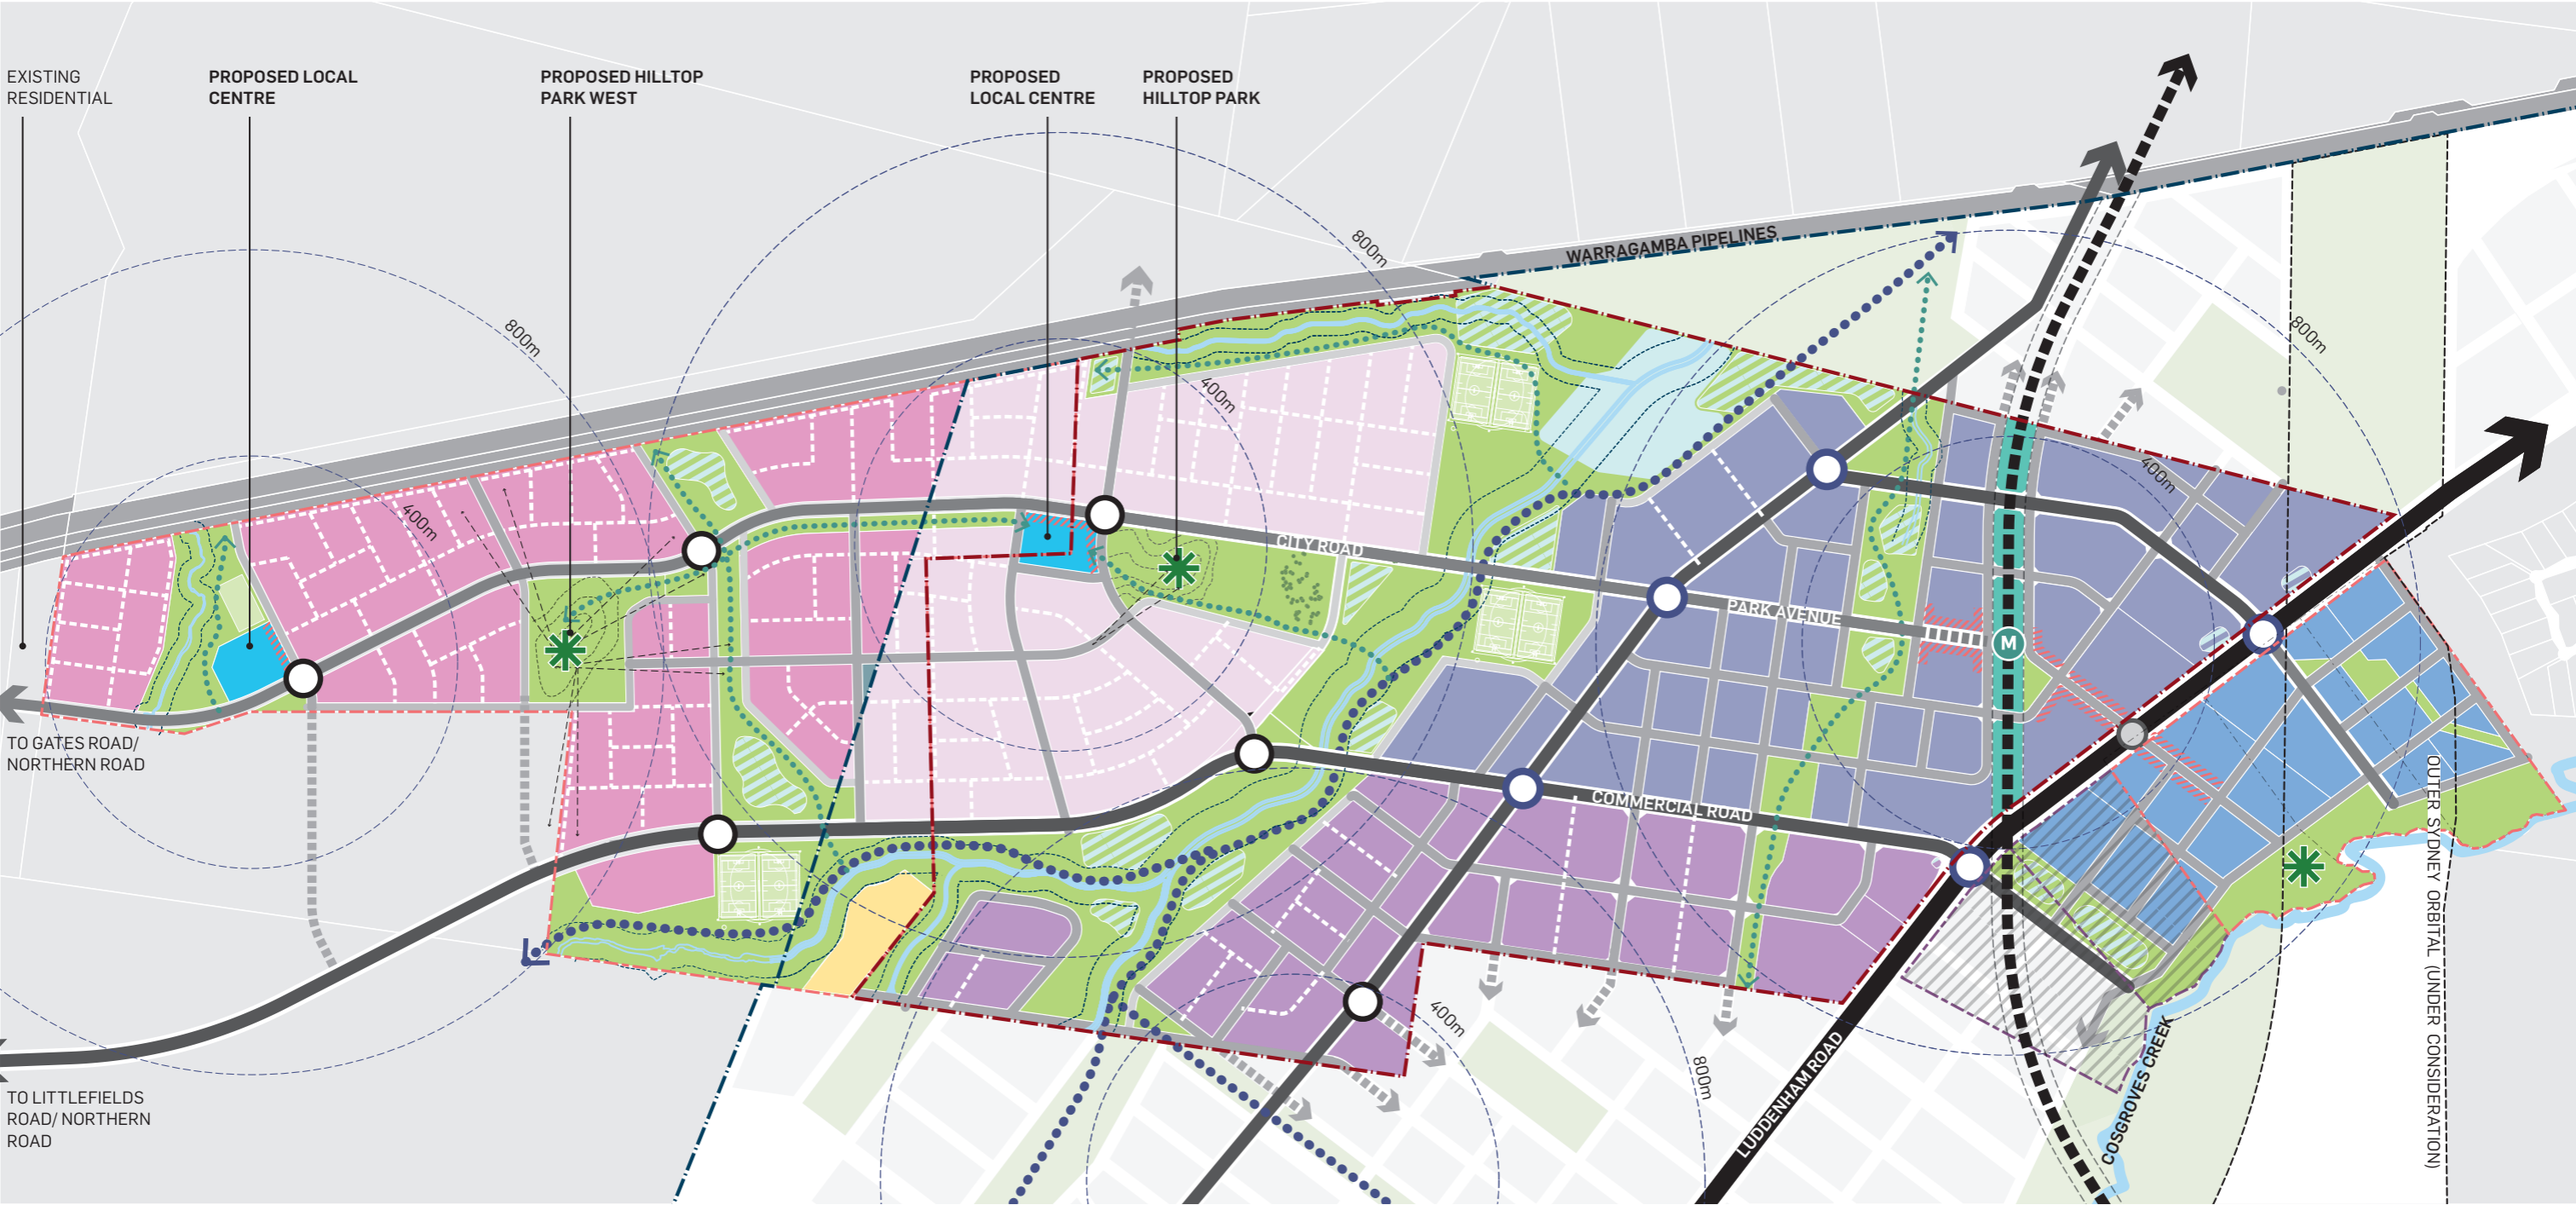 EXISTING
RESIDENTIAL
PROPOSED LOCAL
CENTRE
PROPOSED HILLTOP
PARK WEST
PROPOSED
LOCAL CENTRE
PROPOSED
HILLTOP PARK
800m
WARRAGAMBA PIPELINES
800m
800m
400m
400m
400m
CITY ROAD
PARK AVENUE
M
TO GATES ROAD/
NORTHERN ROAD
COMMERCIAL ROAD
OUTER SYDNEY ORBITAL (UNDER CONSIDERATION)
400m
800m
LUDDENHAM ROAD
COSGROVES CREEK
TO LITTLEFIELDS
ROAD/ NORTHERN
ROAD